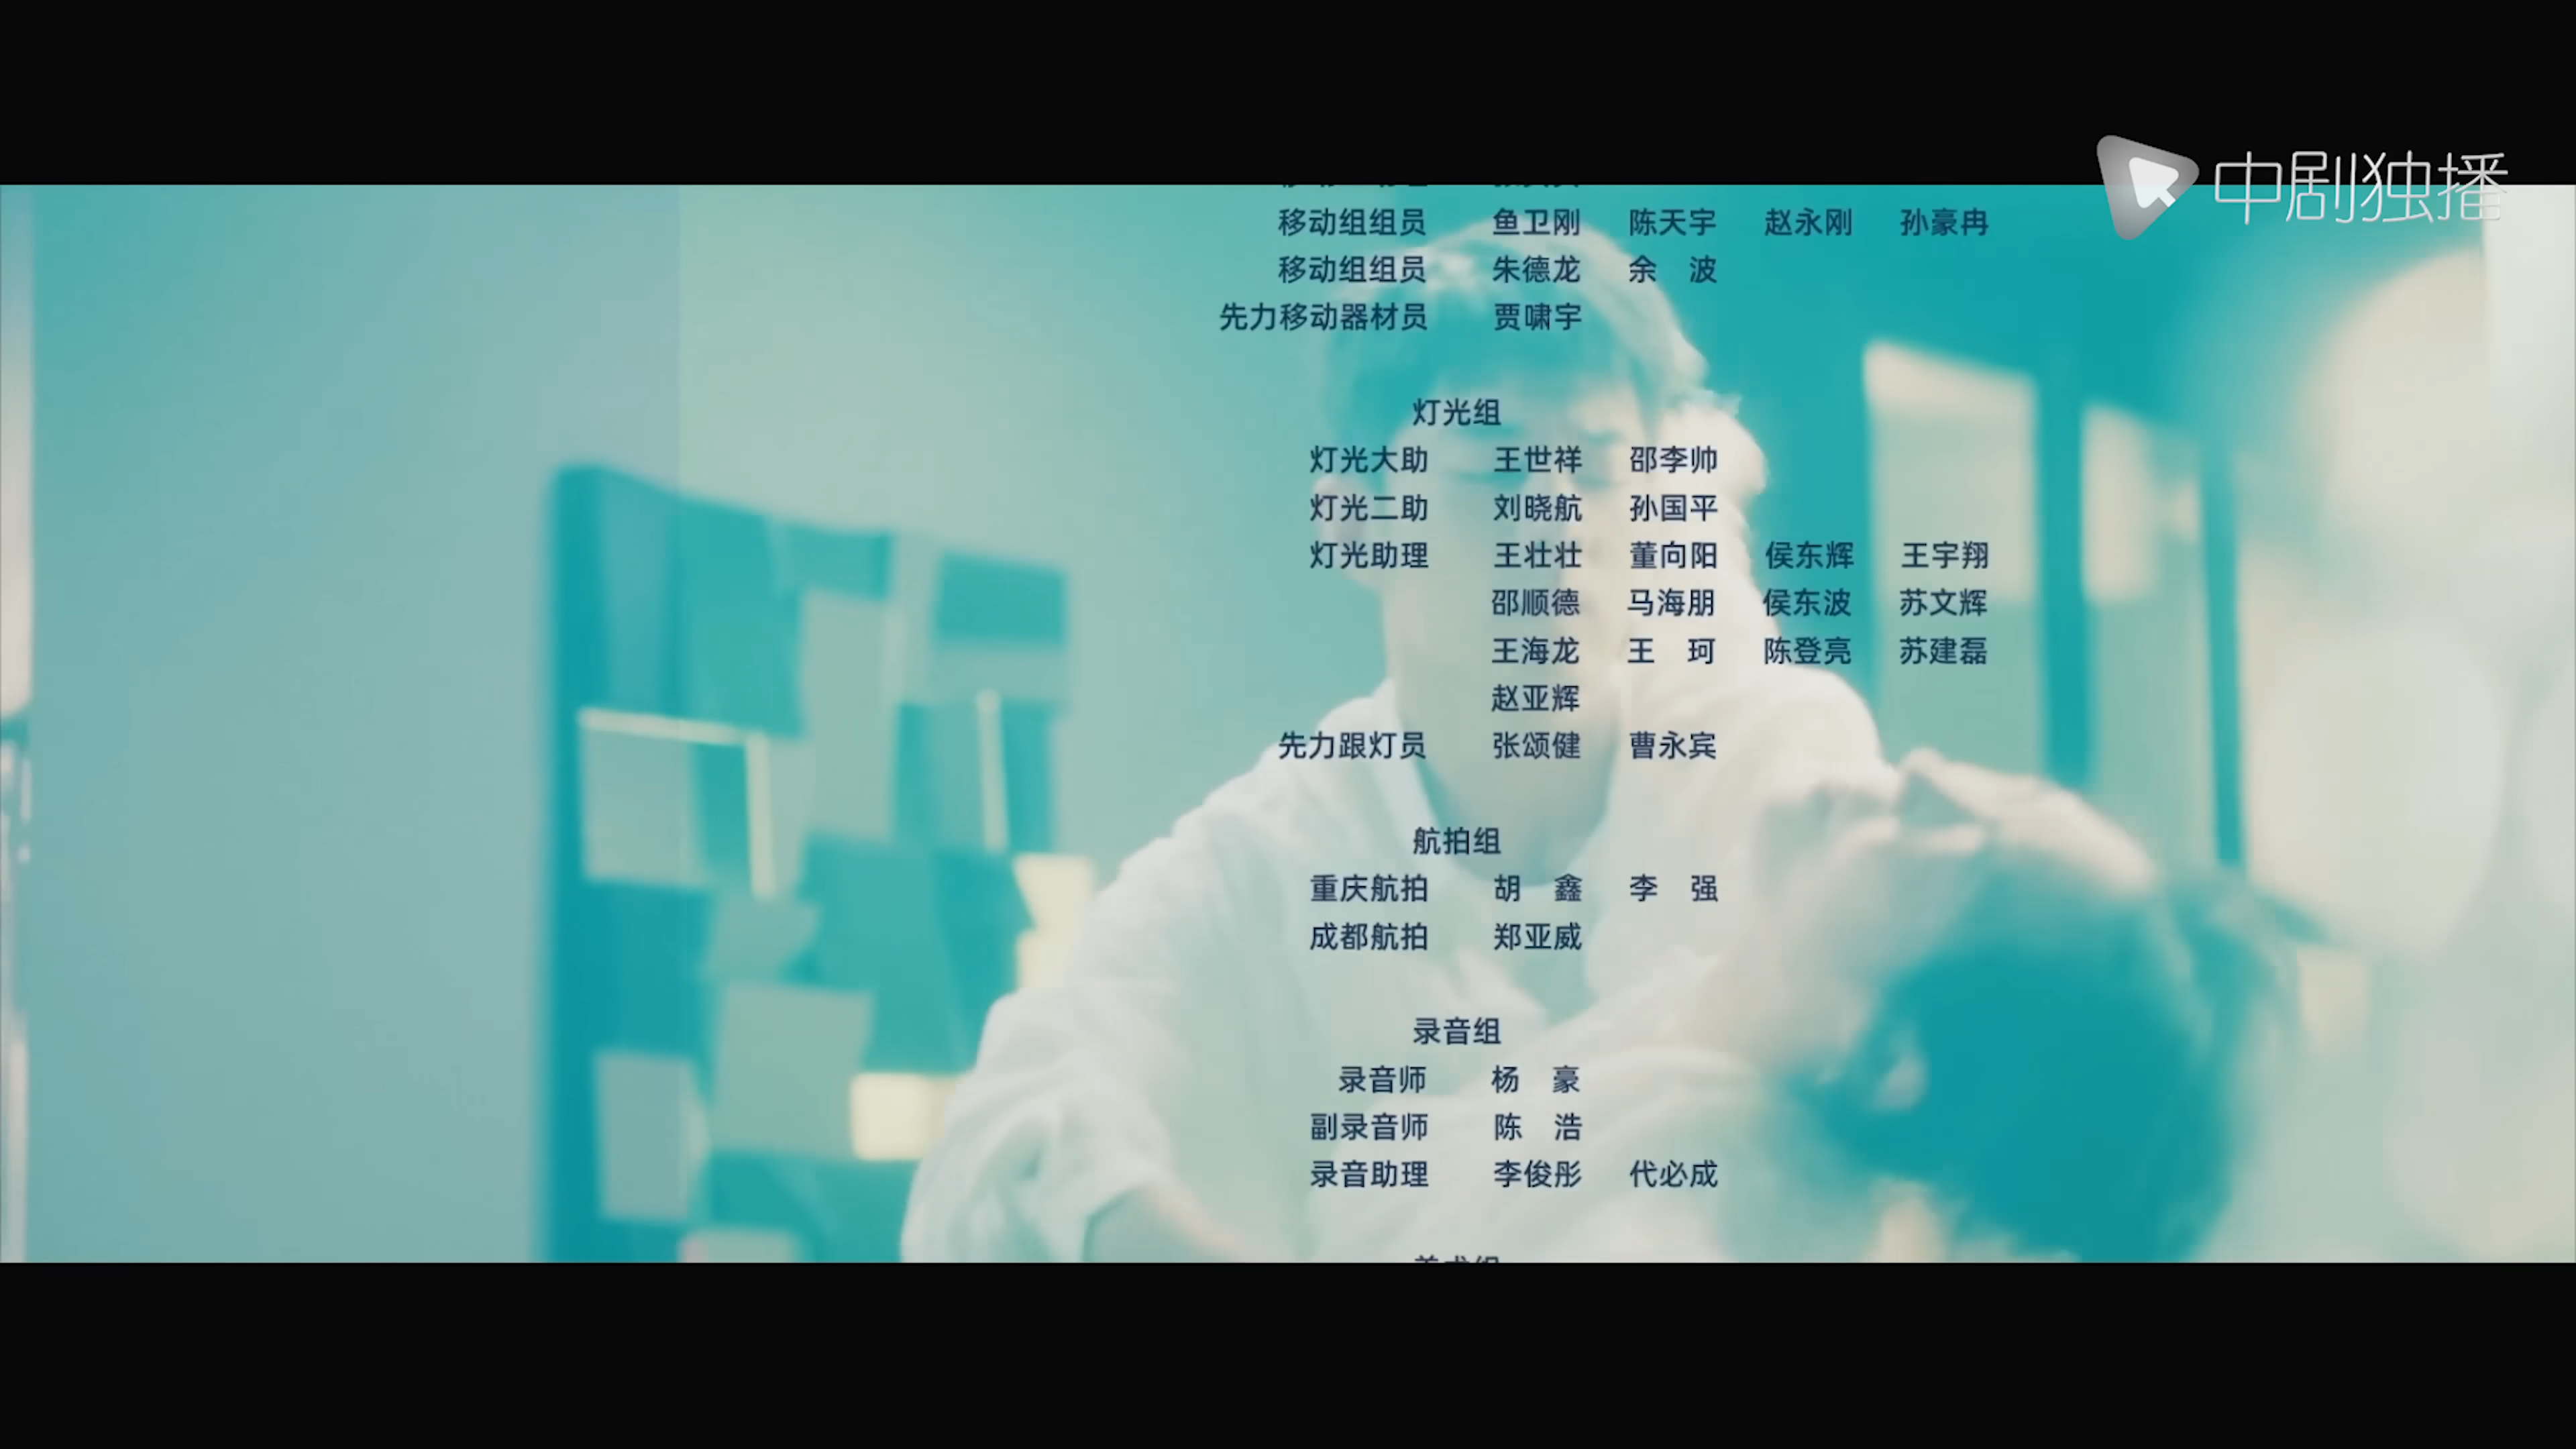 中剧独播
移动组组员 鱼卫刚 陈天宇 赵永刚 孙豪冉
移动组组员 朱德龙 余 波
先力移动器材员 贾啸宇
灯光组
灯光大助 王世祥 邵李帅
灯光二助 刘晓航 孙国平
灯光助理 王壮壮 董向阳 侯东辉 王宇翔
邵顺德 马海朋 侯东波 苏文辉
王海龙 王 珂 陈登亮 苏建磊
赵亚辉
先力跟灯员 张颂健 曹永宾
航拍组
重庆航拍 胡 鑫 李 强
成都航拍 郑亚威
录音组
录音师 杨 豪
副录音师 陈 浩
录音助理 李俊彤 代必成